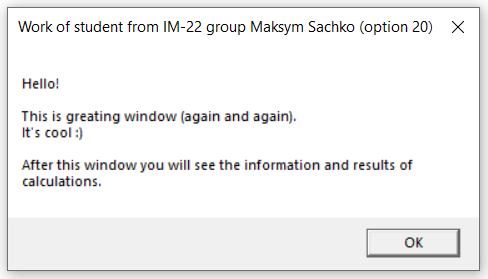 Work of student from IM-22 group Maksym Sachko (option 20)
Hello!
This is greating window (again and again).
It's cool :)
After this window you will see the information and results of
calculations.
OK